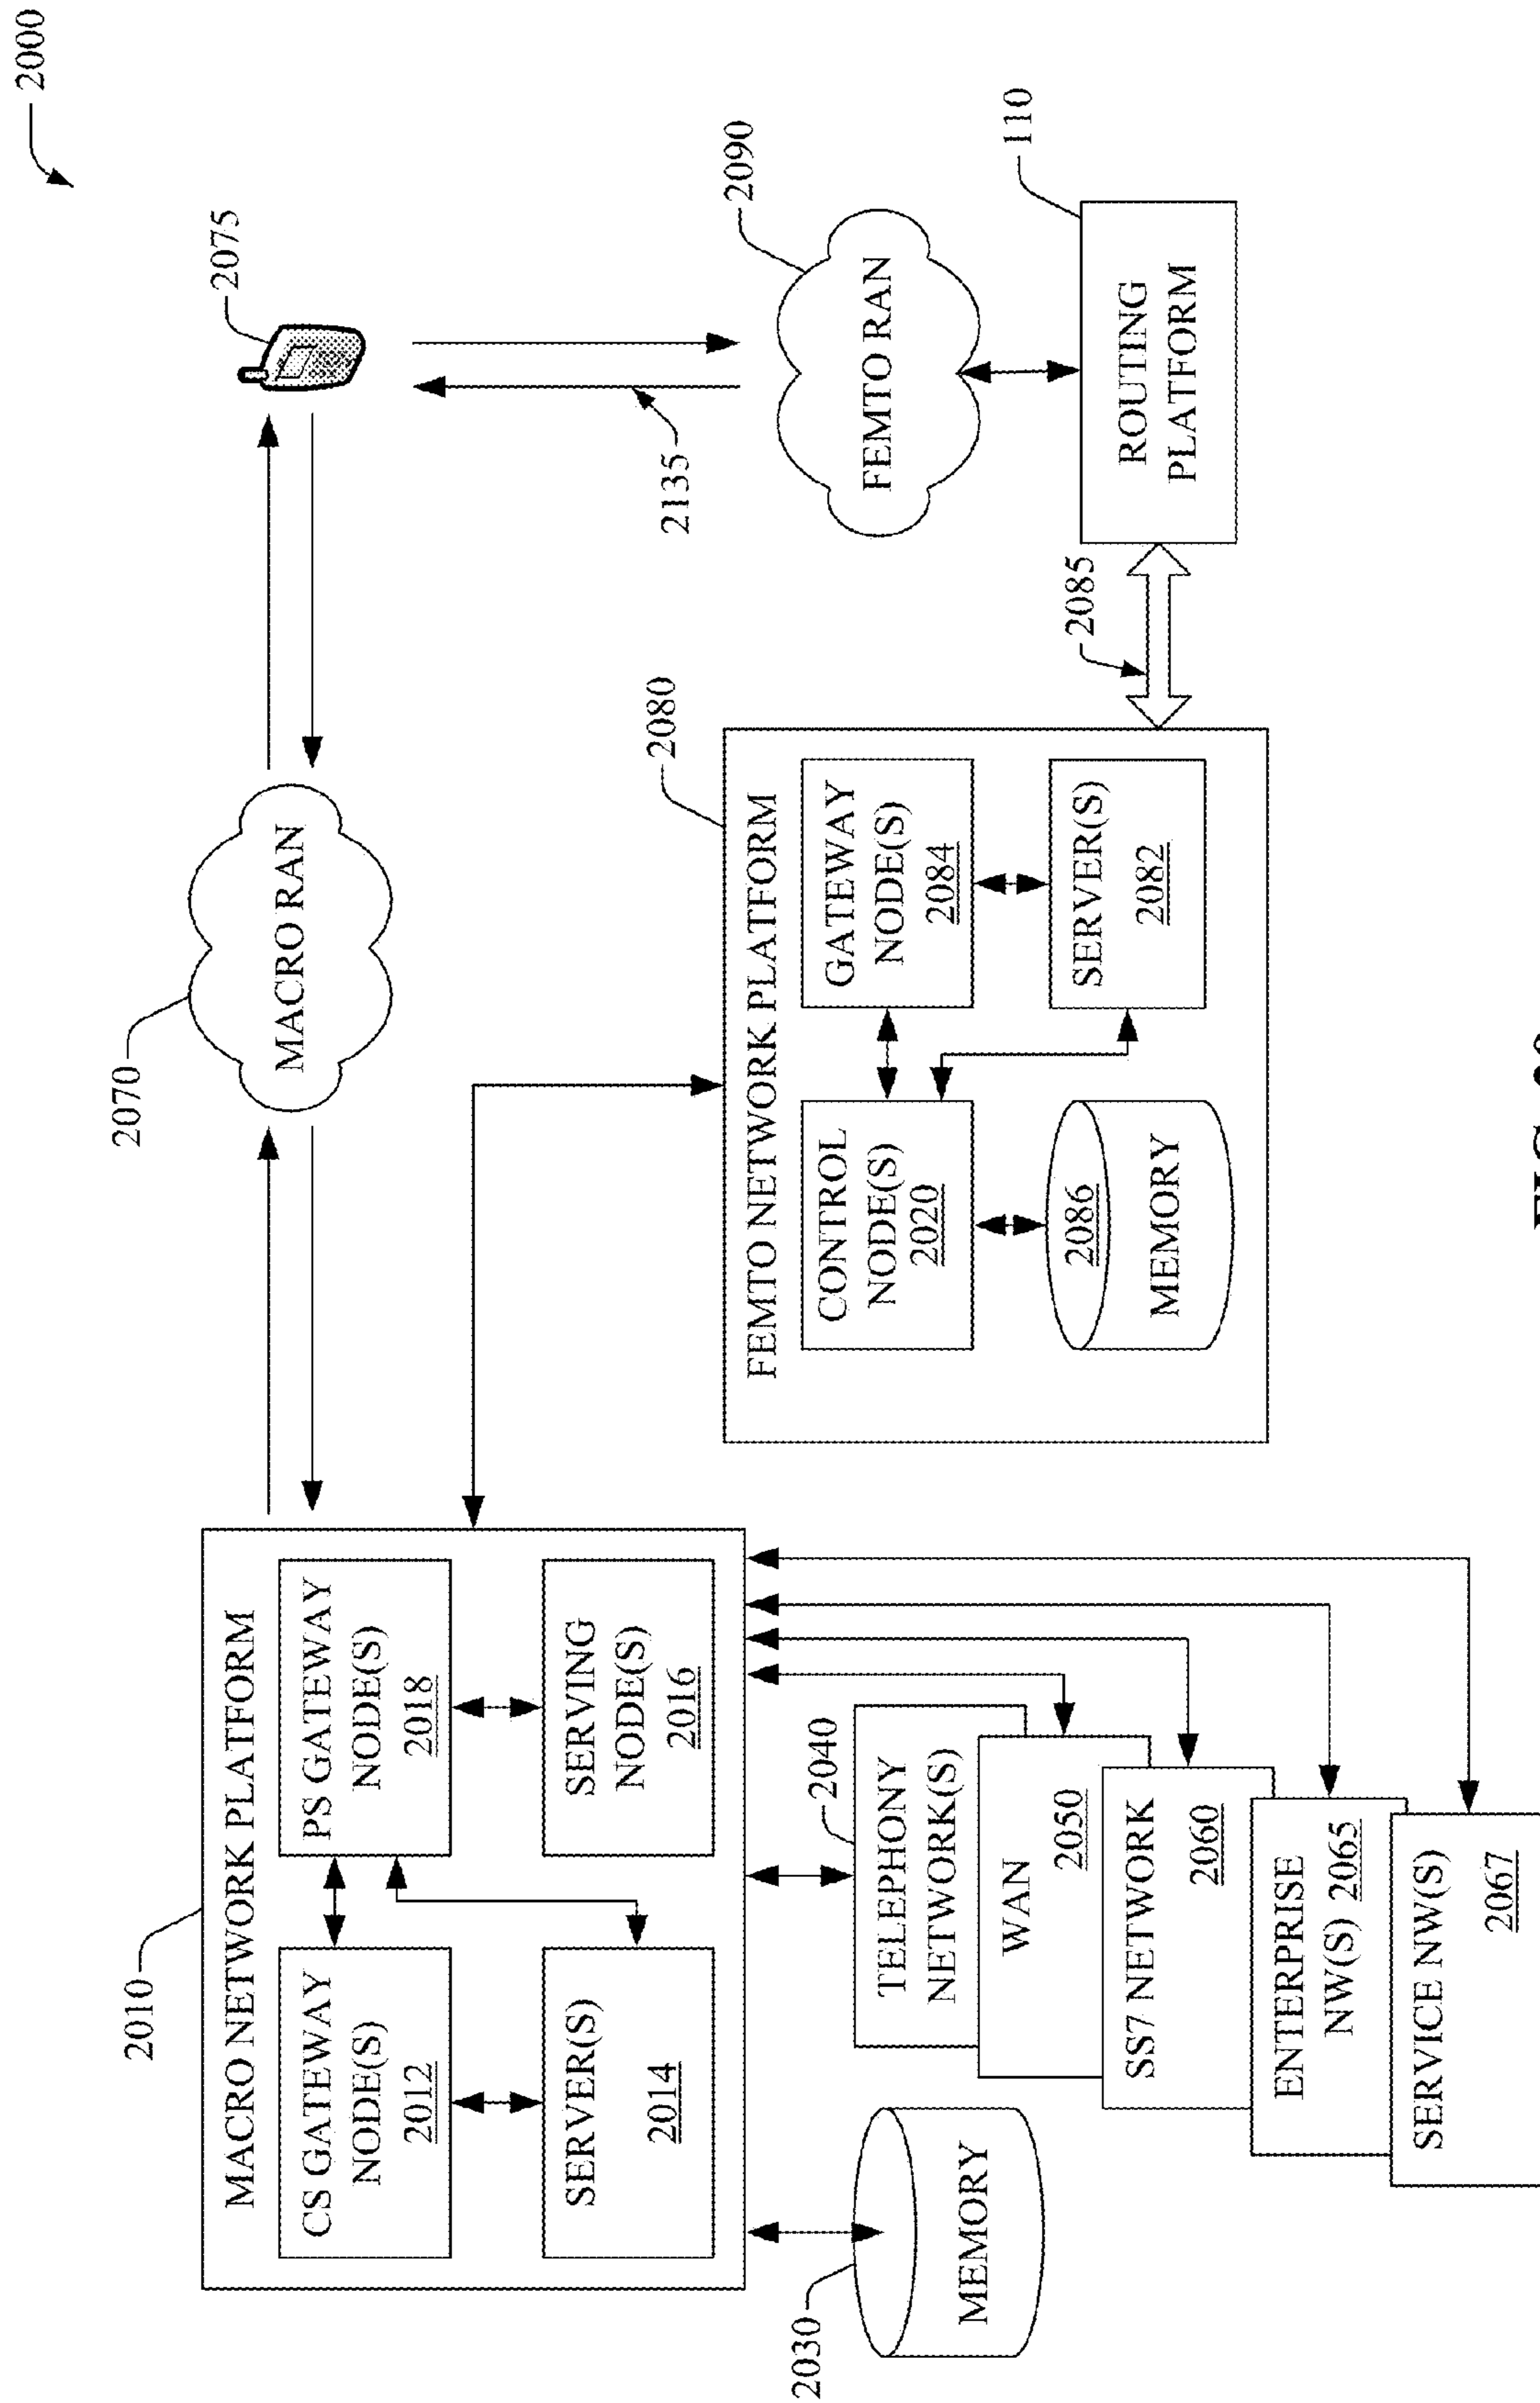 2000
2075
2070
MACRO RAN
2135
2090
FEMTO RAN
110
ROUTING
PLATFORM
2085
2010
MACRO NETWORK PLATFORM
CS GATEWAY
NODE(S)
2012
PS GATEWAY
NODE(S)
2018
SERVER(S)
2014
SERVING
NODE(S)
2016
2080
FEMTO NETWORK PLATFORM
CONTROL
NODE(S)
2020
GATEWAY
NODE(S)
2084
2086
MEMORY
SERVER(S)
2082
2030
MEMORY
2040
TELEPHONY
NETWORK(S)
WAN
2050
SS7 NETWORK
2060
ENTERPRISE
NW(S) 2065
SERVICE NW(S)
2067